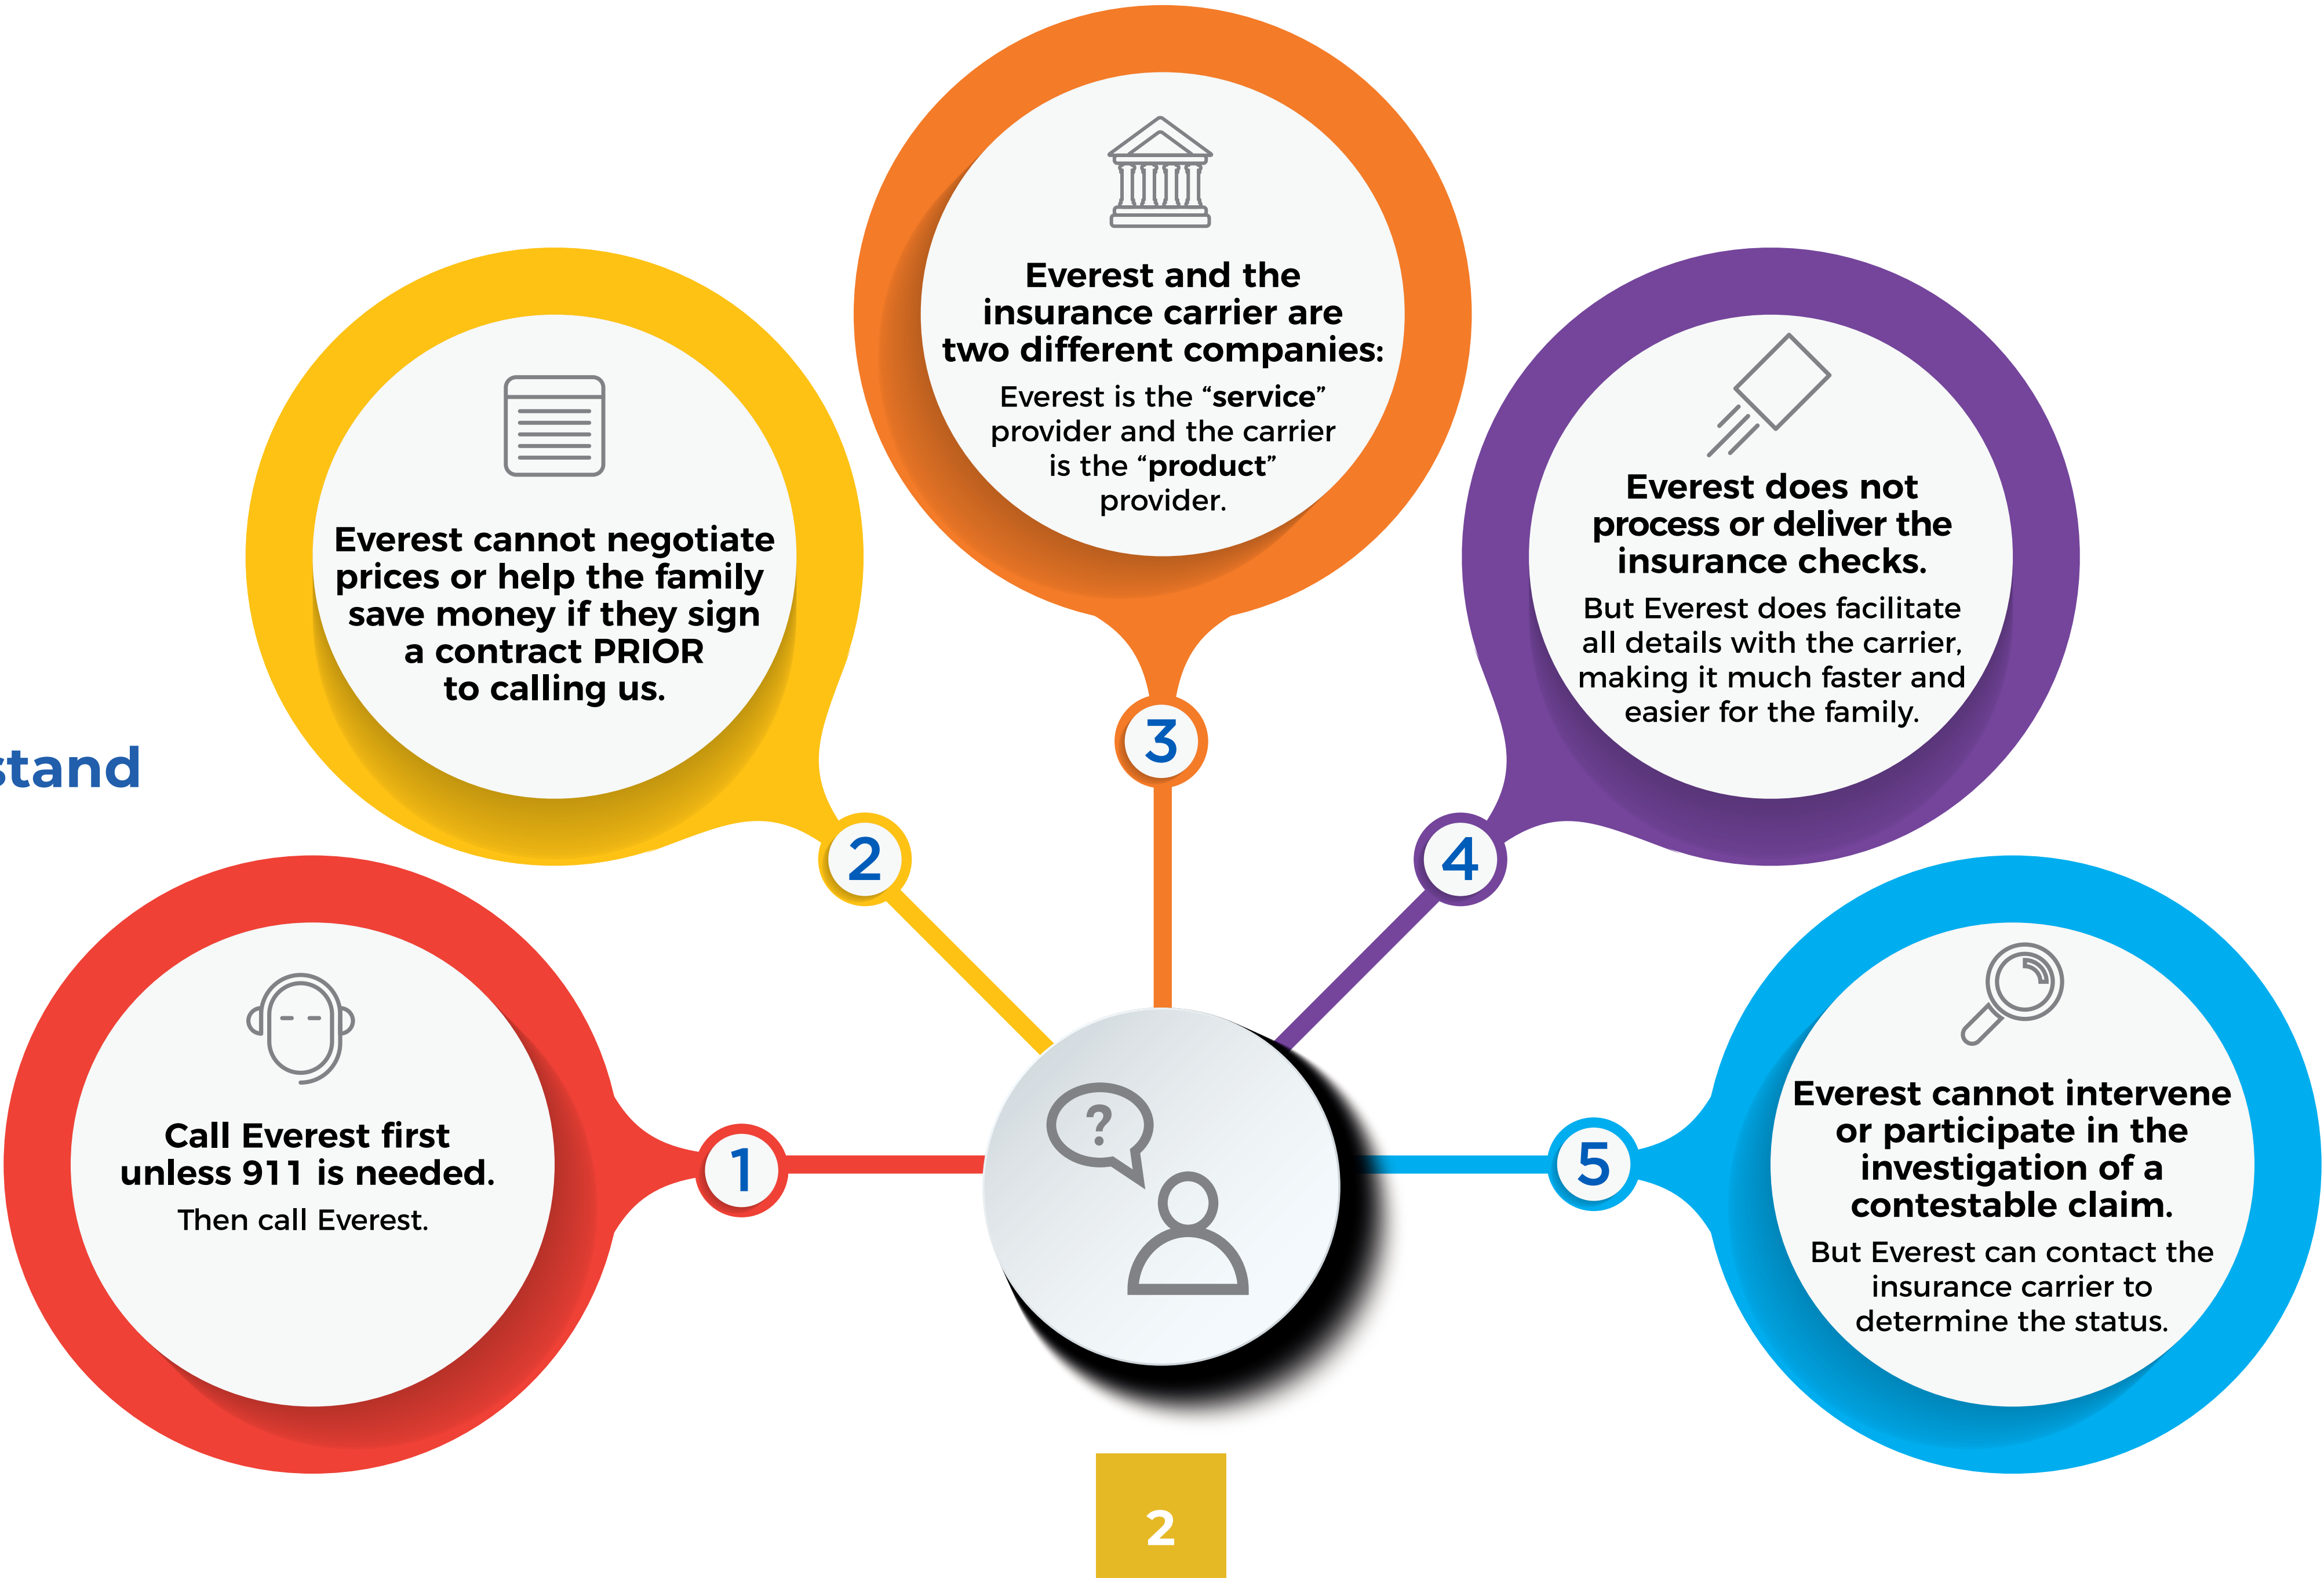 stand
Call Everest first
unless 911 is needed.
Then call Everest.
1
Everest cannot negotiate
prices or help the family
save money if they sign
a contract PRIOR
to calling us.
2
Everest and the
insurance carrier are
two different companies:
Everest is the “service”
provider and the carrier
is the “product”
provider.
3
Everest does not
process or deliver the
insurance checks.
But Everest does facilitate
all details with the carrier,
making it much faster and
easier for the family.
4
Everest cannot intervene
or participate in the
investigation of a
contestable claim.
But Everest can contact the
insurance carrier to
determine the status.
5
?
2